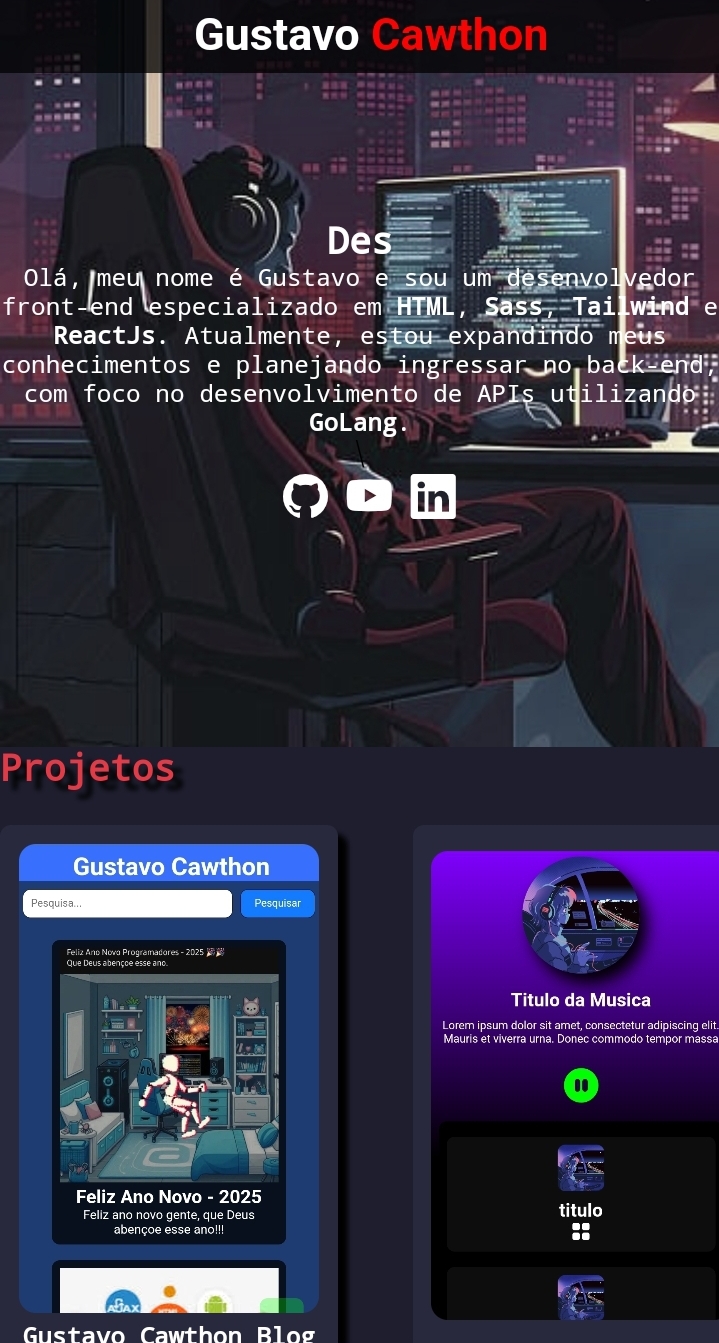 Gustavo Cawthon
Des
Olá, meu nome é Gustavo e sou um desenvolvedor
front-end especializado em HTML, Sass, Tailwind e
ReactJs. Atualmente, estou expandindo meus
conhecimentos e planejando ingressar no back-end,
com foco no desenvolvimento de APIs utilizando
GoLang.
\
in
Projetos
Gustavo Cawthon
Pesquisa...
Pesquisar
Feliz Ano Novo Programadores - 2025 🎉🎉
Que Deus abençoe esse ano.
Feliz Ano Novo - 2025
Feliz ano novo gente, que Deus
abençoe esse ano!!!
AJAX
Gustavo Cawthon Blog
Titulo da Musica
Lorem ipsum dolor sit amet, consectetur adipiscing elit.
Mauris et viverra urna. Donec commodo tempor massa
titulo